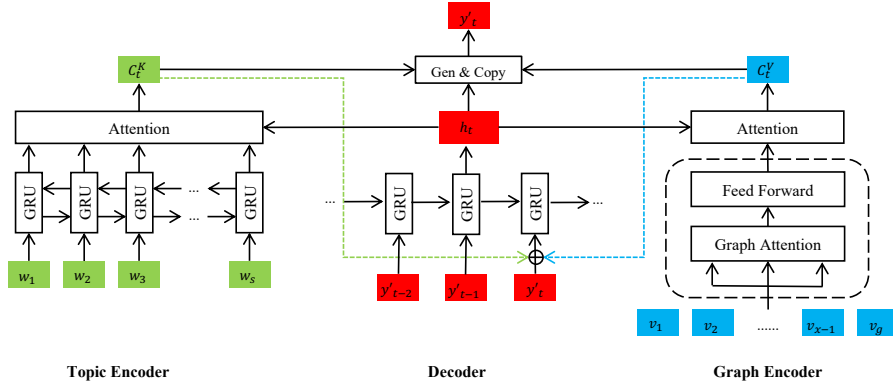 y'_t
C_t^K
Gen & Copy
C_t^V
Attention
h_t
Attention
GRU
GRU
GRU
...
...
GRU
...
GRU
GRU
GRU
...
Feed Forward
Graph Attention
w_1
w_2
w_3
w_s
y'_{t-2}
y'_{t-1}
y'_t
v_1
v_2
......
v_{x-1}
v_g
Topic Encoder
Decoder
Graph Encoder